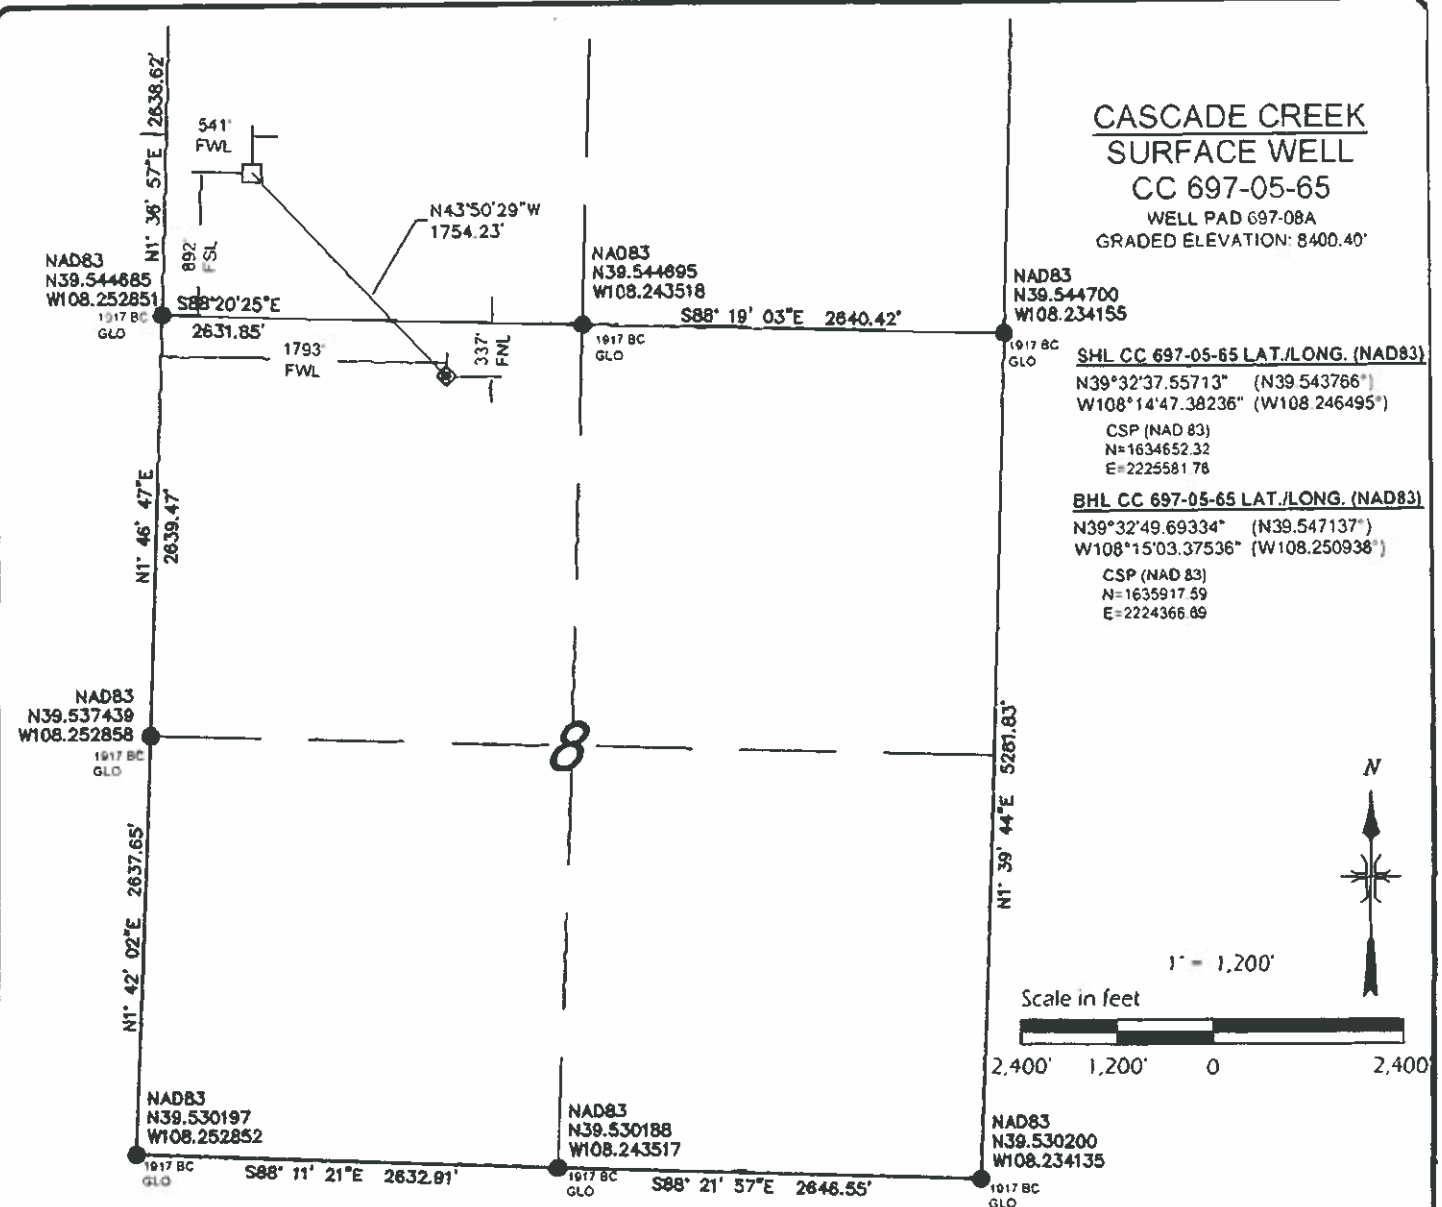 CASCADE CREEK
SURFACE WELL
CC 697-05-65
WELL PAD 697-08A
GRADED ELEVATION: 8400.40'
N1° 36' 57"E 2638.62'
541'
FWL
892'
FSL
N43°50'29"W
1754.23'
NAD83
N39.544685
W108.252851
1917 BC
GLO
S88°20'25"E
2631.85'
NAD83
N39.544695
W108.243518
1917 BC
GLO
S88° 19' 03"E 2640.42'
NAD83
N39.544700
W108.234155
1917 BC
GLO
1793'
FWL
337'
FNL
SHL CC 697-05-65 LAT./LONG. (NAD83)
N39°32'37.55713" (N39.543766°)
W108°14'47.38236" (W108.246495°)
CSP (NAD 83)
N=1634652.32
E=2225581.76
BHL CC 697-05-65 LAT./LONG. (NAD83)
N39°32'49.69334" (N39.547137°)
W108°15'03.37536" (W108.250938°)
CSP (NAD 83)
N=1635917.59
E=2224366.69
N1° 46' 47"E
2639.47'
NAD83
N39.537439
W108.252858
1917 BC
GLO
8
N1° 39' 44"E 5281.83'
N1° 42' 02"E 2637.65'
N
1" = 1,200'
Scale in feet
2,400' 1,200' 0 2,400'
NAD83
N39.530197
W108.252852
1917 BC
GLO
S88° 11' 21"E 2632.91'
NAD83
N39.530188
W108.243517
1917 BC
GLO
S88° 21' 57"E 2646.55'
NAD83
N39.530200
W108.234135
1917 BC
GLO